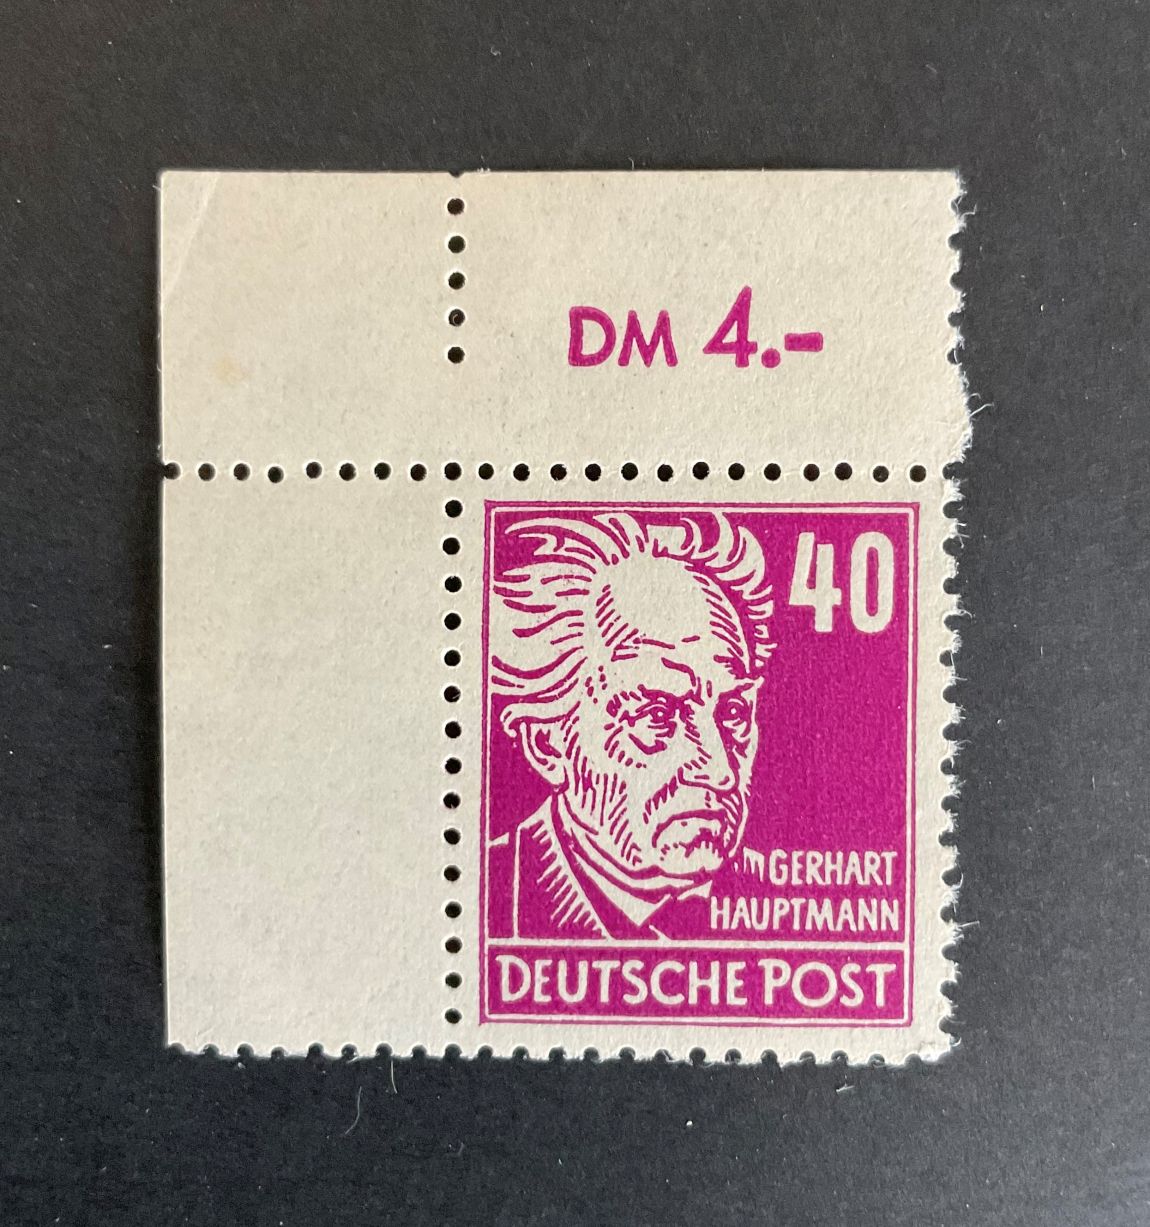 DM 4.-
40
GERHART
HAUPTMANN
DEUTSCHE POST